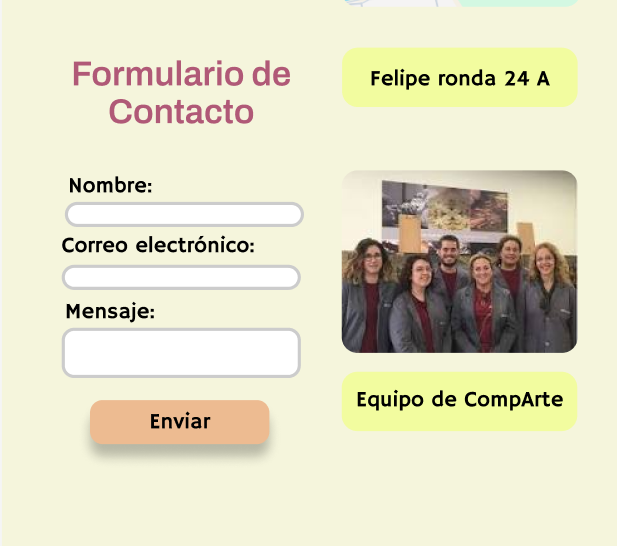 Formulario de
Contacto
Nombre:
Correo electrónico:
Mensaje:
Enviar
Felipe ronda 24 A
Equipo de CompArte